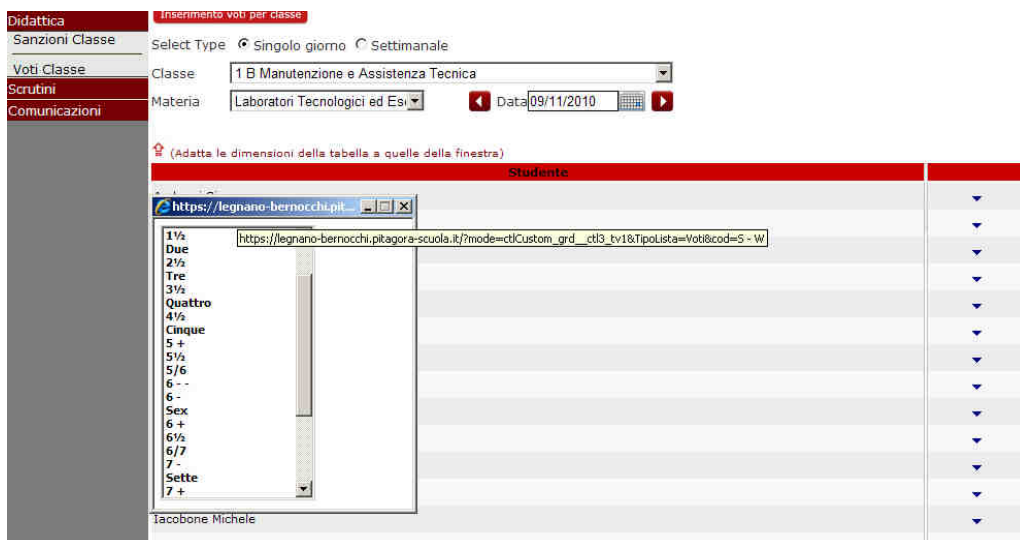 Didattica
Sanzioni Classe
Voti Classe
Scrutini
Comunicazioni
Inserimento voti per classe
Select Type Singolo giorno Settimanale
Classe 1 B Manutenzione e Assistenza Tecnica
Materia Laboratori Tecnologici ed Es Data 09/11/2010
(Adatta le dimensioni della tabella a quelle della finestra)
Studente
https://legnano-bernocchi.pit...
https://legnano-bernocchi.pitagora-scuola.it/?mode=ctlCustom_grd__ctl3_tv1&TipoLista=Voti&cod=S - W
1½
Due
2½
Tre
3½
Quattro
4½
Cinque
5 +
5½
5/6
6 - -
6 -
Sex
6 +
6½
6/7
7 -
Sette
7 +
Iacobone Michele